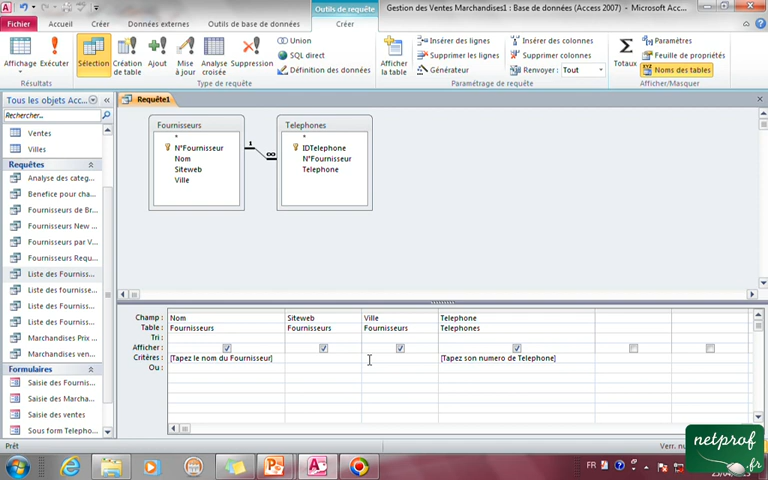 Outils de requête
Gestion des Ventes Marchandises1 : Base de données (Access 2007) - Microsoft Acc...
Fichier
Accueil
Créer
Données externes
Outils de base de données
Créer
Affichage
Exécuter
Résultats
Sélection
Création de table
Ajout
Mise à jour
Analyse croisée
Suppression
Union
SQL direct
Définition des données
Type de requête
Afficher la table
Insérer des lignes
Supprimer les lignes
Générateur
Insérer des colonnes
Supprimer colonnes
Renvoyer : Tout
Paramétrage de requête
Totaux
Paramètres
Feuille de propriétés
Noms des tables
Afficher/Masquer
Tous les objets Acc...
Rechercher...
Ventes
Villes
Requêtes
Analyse des categ...
Benefice pour cha...
Fournisseurs de Br...
Fournisseurs New ...
Fournisseurs par V...
Fournisseurs Requ...
Liste des Fourniss...
Liste des fournisse...
Liste des Fourniss...
Liste des Fourniss...
Marchandises Prix ...
Marchandises ven...
Formulaires
Saisie des Fournis...
Saisie des Marcha...
Saisie des ventes
Sous form Telepho...
Requête1
Fournisseurs
*
N°Fournisseur
Nom
Siteweb
Ville
1
∞
Telephones
*
IDTelephone
N°Fournisseur
Telephone
Champ : Nom Siteweb Ville Telephone
Table : Fournisseurs Fournisseurs Fournisseurs Telephones
Tri :
Afficher :
Critères : [Tapez le nom du Fournisseur] [Tapez son numero de Telephone]
Ou :
Prêt
Verr.
FR
netprof
.fr